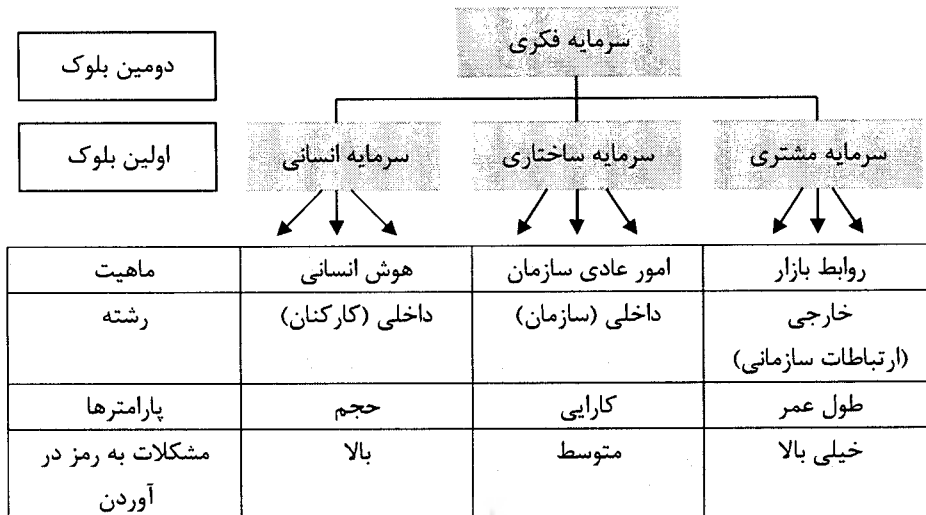 سرمایه فکری
دومین بلوک
سرمایه مشتری
سرمایه ساختاری
سرمایه انسانی
اولین بلوک
روابط بازار
امور عادی سازمان
هوش انسانی
ماهیت
خارجی
(ارتباطات سازمانی)
داخلی (سازمان)
داخلی (کارکنان)
رشته
طول عمر
کارایی
حجم
پارامترها
خیلی بالا
متوسط
بالا
مشکلات به رمز در
آوردن